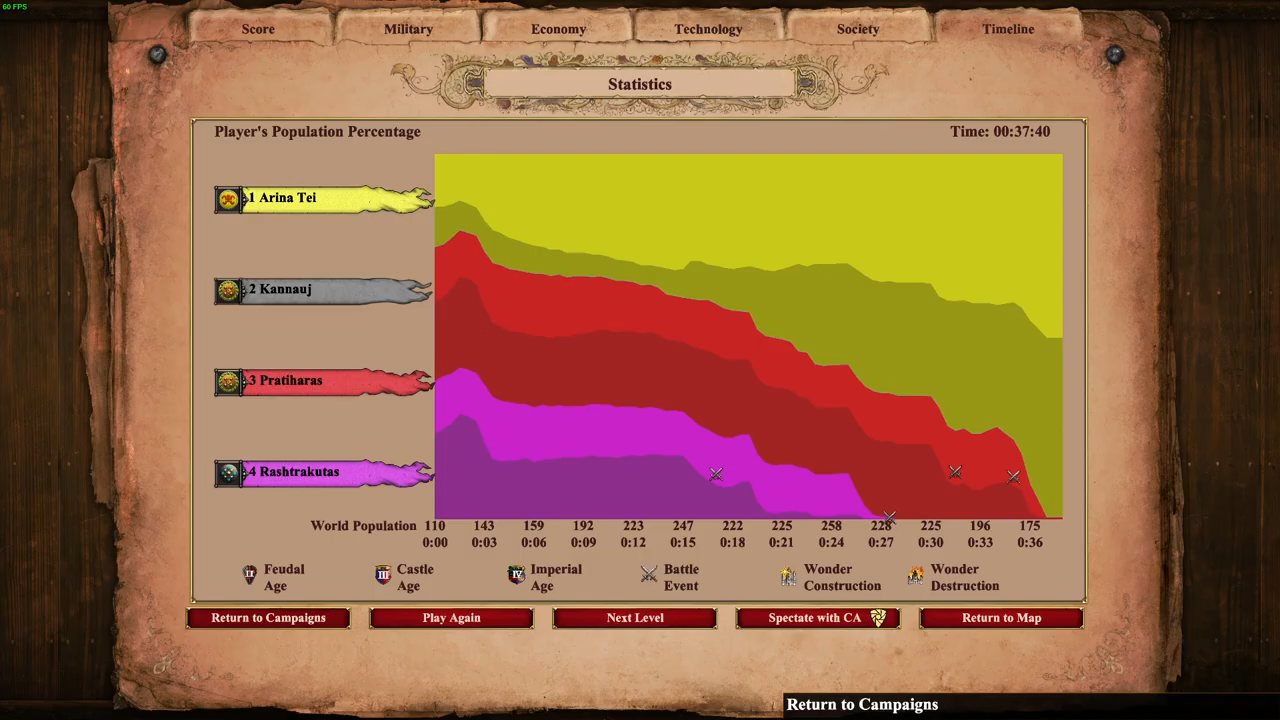 60 FPS
Score Military Economy Technology Society Timeline
Statistics
Player's Population Percentage Time: 00:37:40
1 Arina Tei
2 Kannauj
3 Pratiharas
4 Rashtrakutas
World Population 110 143 159 192 223 247 222 225 258 228 225 196 175
0:00 0:03 0:06 0:09 0:12 0:15 0:18 0:21 0:24 0:27 0:30 0:33 0:36
II Feudal Age
III Castle Age
IV Imperial Age
Battle Event
Wonder Construction
Wonder Destruction
Return to Campaigns Play Again Next Level Spectate with CA Return to Map
Return to Campaigns